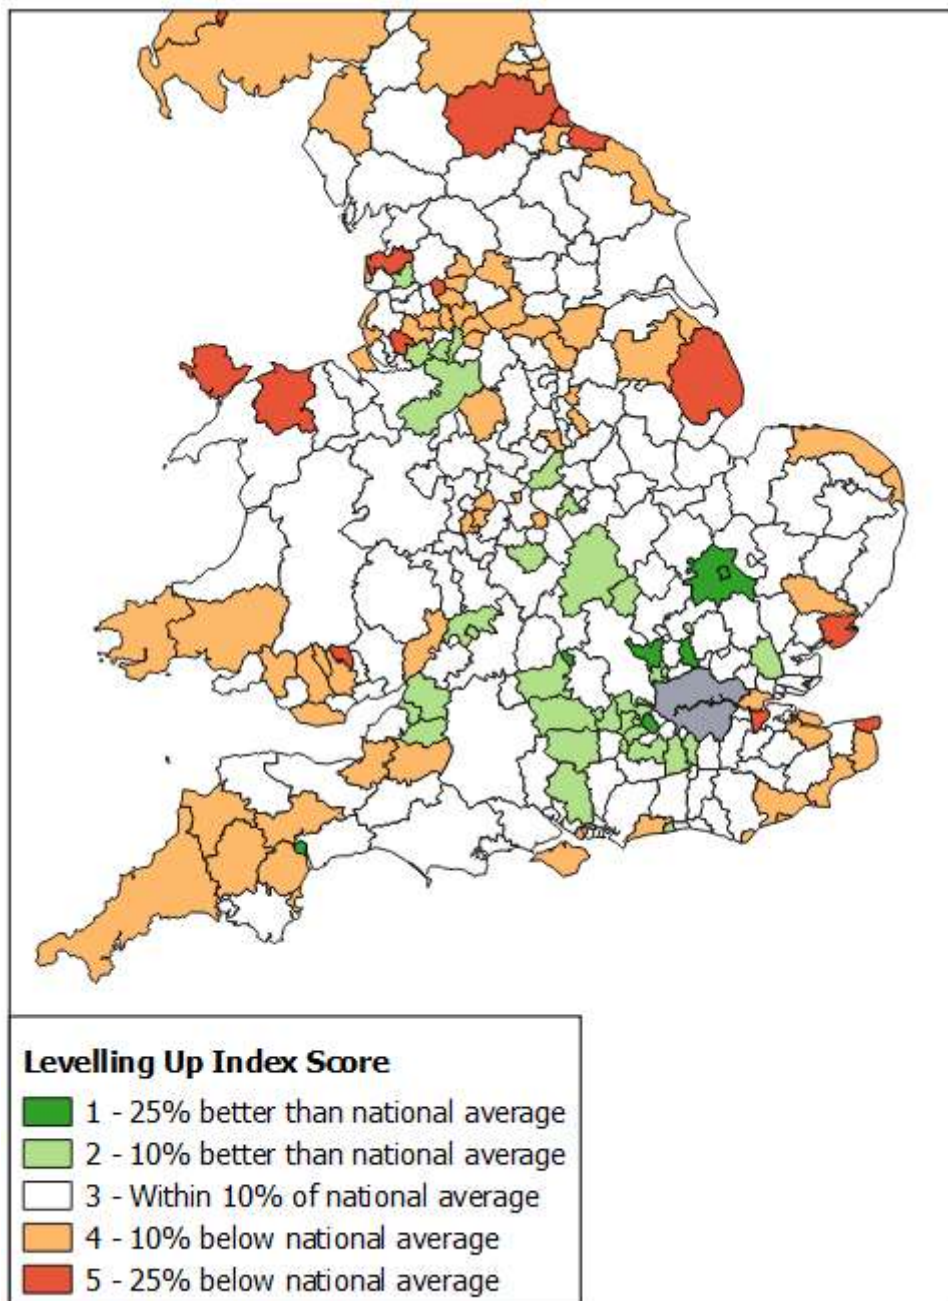 Levelling Up Index Score
1 - 25% better than national average
2 - 10% better than national average
3 - Within 10% of national average
4 - 10% below national average
5 - 25% below national average